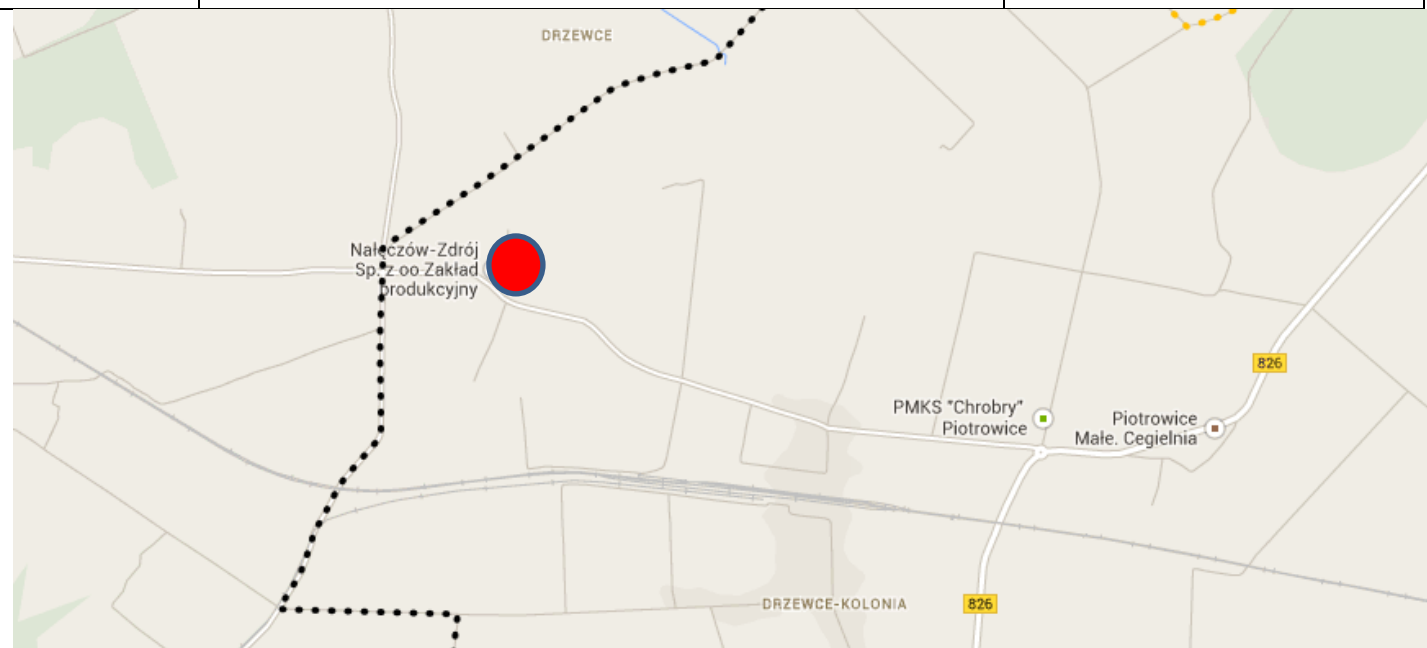 DRZEWCE
Nałęczów-Zdrój
Sp. z oo Zakład
produkcyjny
826
PMKS "Chrobry"
Piotrowice
Piotrowice
Małe. Cegielnia
DRZEWCE-KOLONIA
826